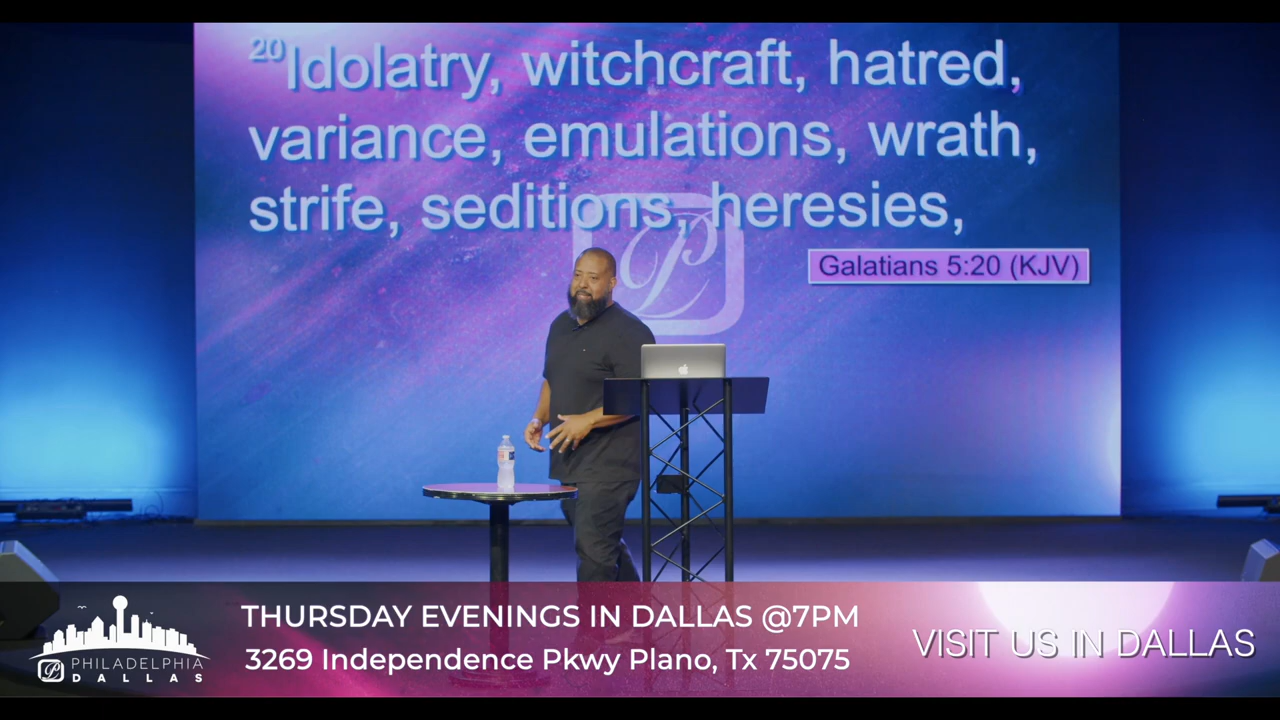 20Idolatry, witchcraft, hatred,
variance, emulations, wrath,
strife, seditions, heresies,
Galatians 5:20 (KJV)
P
THURSDAY EVENINGS IN DALLAS @7PM
3269 Independence Pkwy Plano, Tx 75075
VISIT US IN DALLAS
P PHILADELPHIA
DALLAS